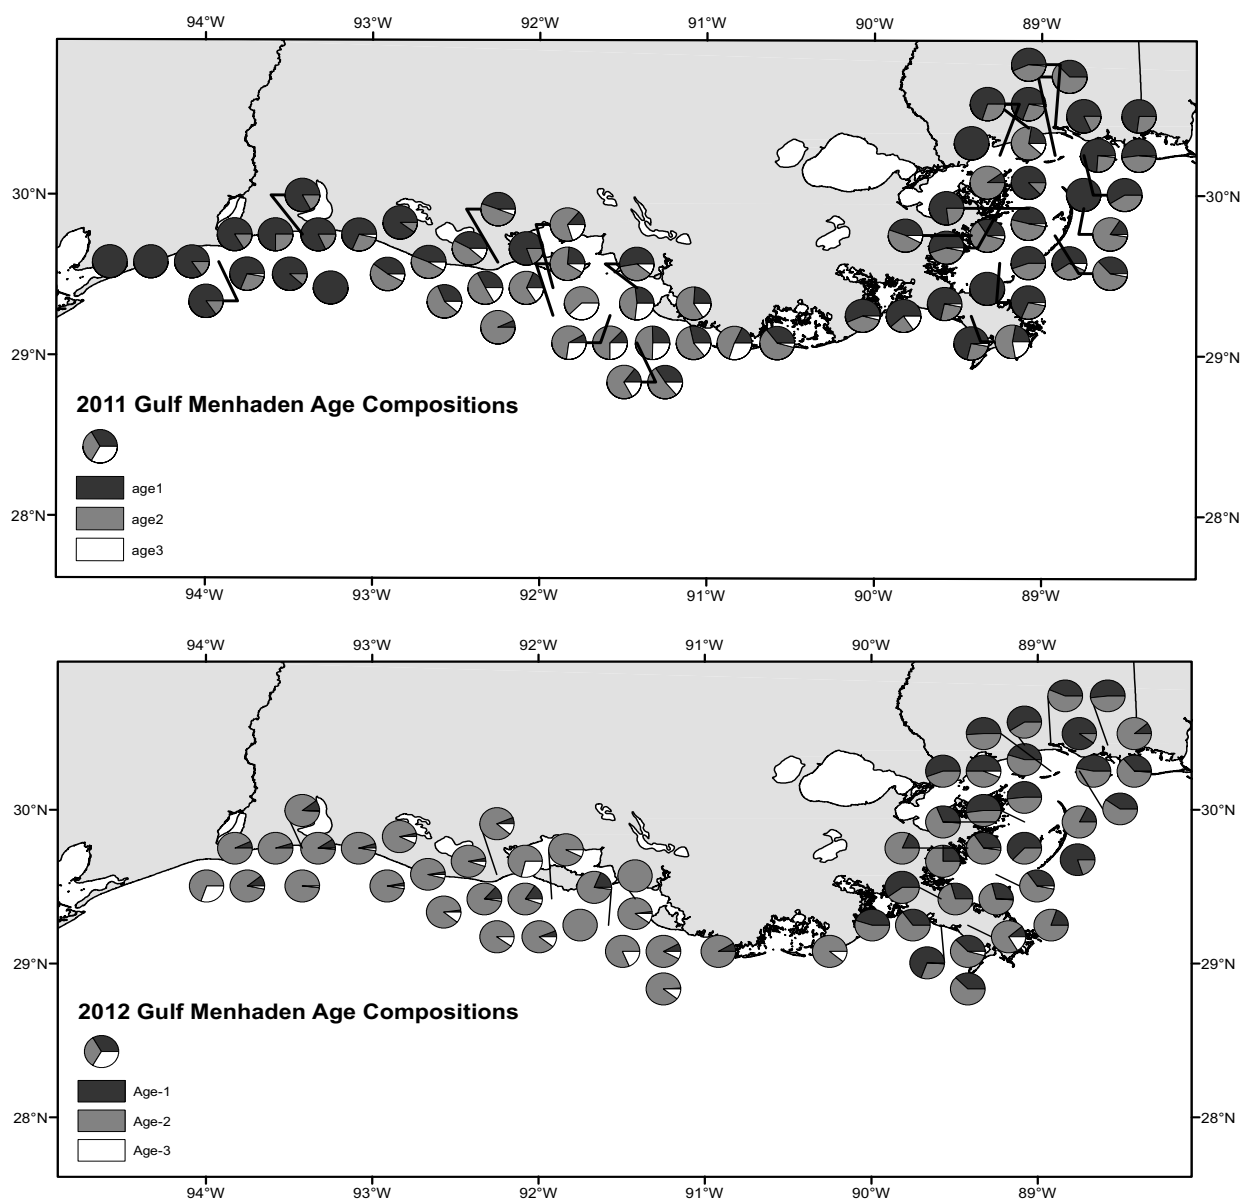 94°W 93°W 92°W 91°W 90°W 89°W
30°N 30°N
29°N 29°N
2011 Gulf Menhaden Age Compositions
age1
age2
28°N 28°N
age3
94°W 93°W 92°W 91°W 90°W 89°W
94°W 93°W 92°W 91°W 90°W 89°W
30°N 30°N
29°N 29°N
2012 Gulf Menhaden Age Compositions
Age-1
28°N 28°N
Age-2
Age-3
94°W 93°W 92°W 91°W 90°W 89°W